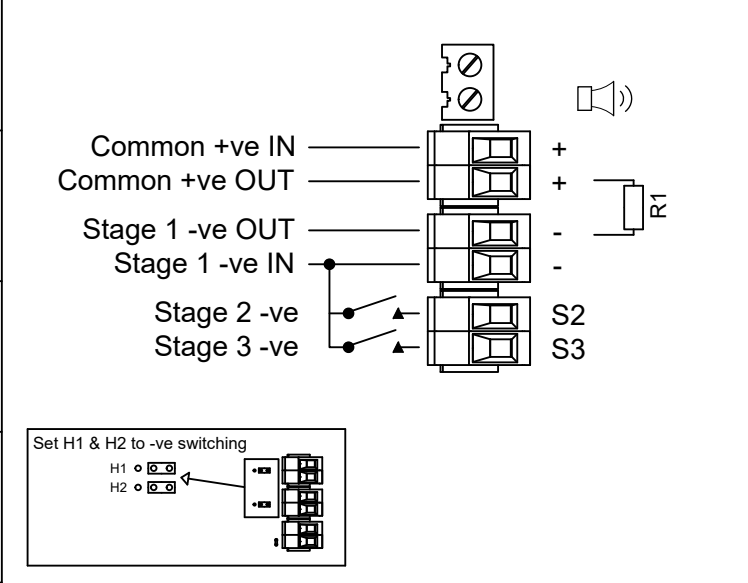 Common +ve IN +
Common +ve OUT +
R1
Stage 1 -ve OUT -
Stage 1 -ve IN -
Stage 2 -ve S2
Stage 3 -ve S3
Set H1 & H2 to -ve switching
H1
H2